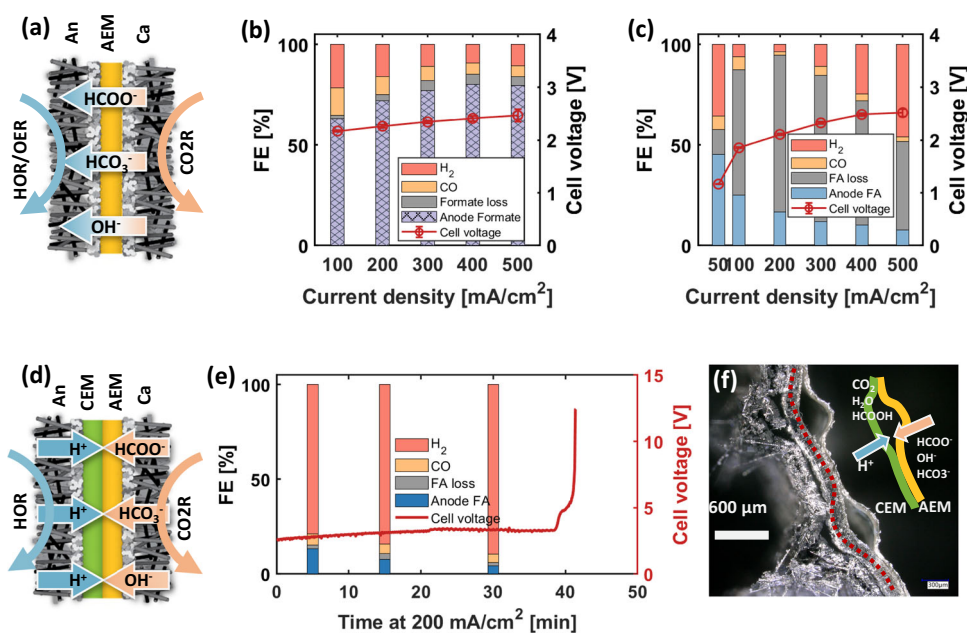 (a)
An AEM Ca
HCOO-
HCO3-
OH-
HOR/OER
CO2R
(b)
FE [%]
100
50
0
H2
CO
Formate loss
Anode Formate
Cell voltage
100 200 300 400 500
Current density [mA/cm2]
4
3
2
1
0
Cell voltage [V]
(c)
FE [%]
100
50
0
H2
CO
FA loss
Anode FA
Cell voltage
50 100 200 300 400 500
Current density [mA/cm2]
4
3
2
1
0
Cell voltage [V]
(d)
An CEM AEM Ca
H+ HCOO-
H+ HCO3-
H+ OH-
HOR
CO2R
(e)
FE [%]
100
50
0
H2
CO
FA loss
Anode FA
Cell voltage
0 10 20 30 40 50
Time at 200 mA/cm2 [min]
15
10
5
0
Cell voltage [V]
(f)
CO2
H2O
HCOOH
HCOO-
OH-
HCO3-
H+
CEM AEM
600 µm
300µm